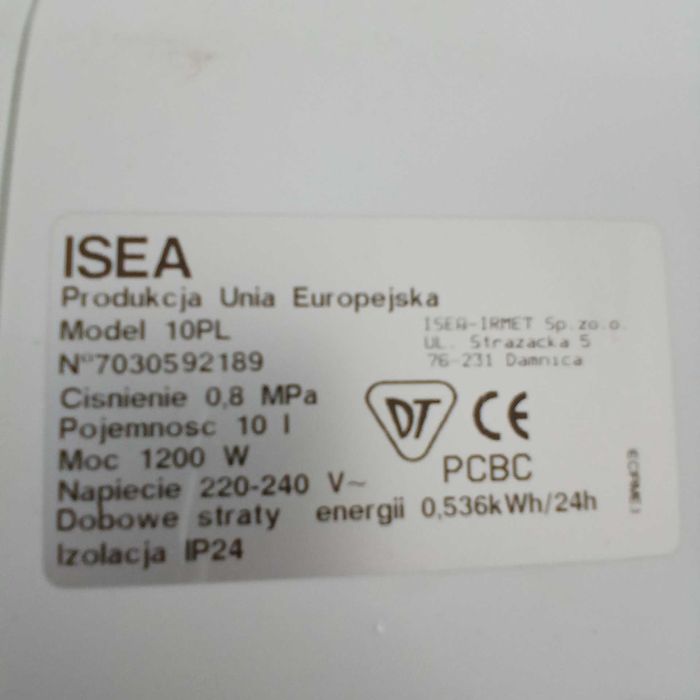 ISEA
Produkcja Unia Europejska
Model 10PL
Nº7030592189
ISEA-IRMET Sp.zo.o.
UL. Strazacka 5
76-231 Damnica
Cisnienie 0,8 MPa
Pojemnosc 10 l
Moc 1200 W
DT CE
PCBC
Napiecie 220-240 V~
Dobowe straty energii 0,536kWh/24h
Izolacja IP24